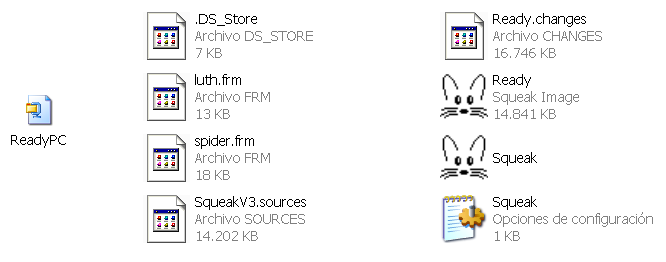 ReadyPC
.DS_Store
Archivo DS_STORE
7 KB
luth.frm
Archivo FRM
13 KB
spider.frm
Archivo FRM
18 KB
SqueakV3.sources
Archivo SOURCES
14.202 KB
Ready.changes
Archivo CHANGES
16.746 KB
Ready
Squeak Image
14.841 KB
Squeak
Squeak
Opciones de configuración
1 KB